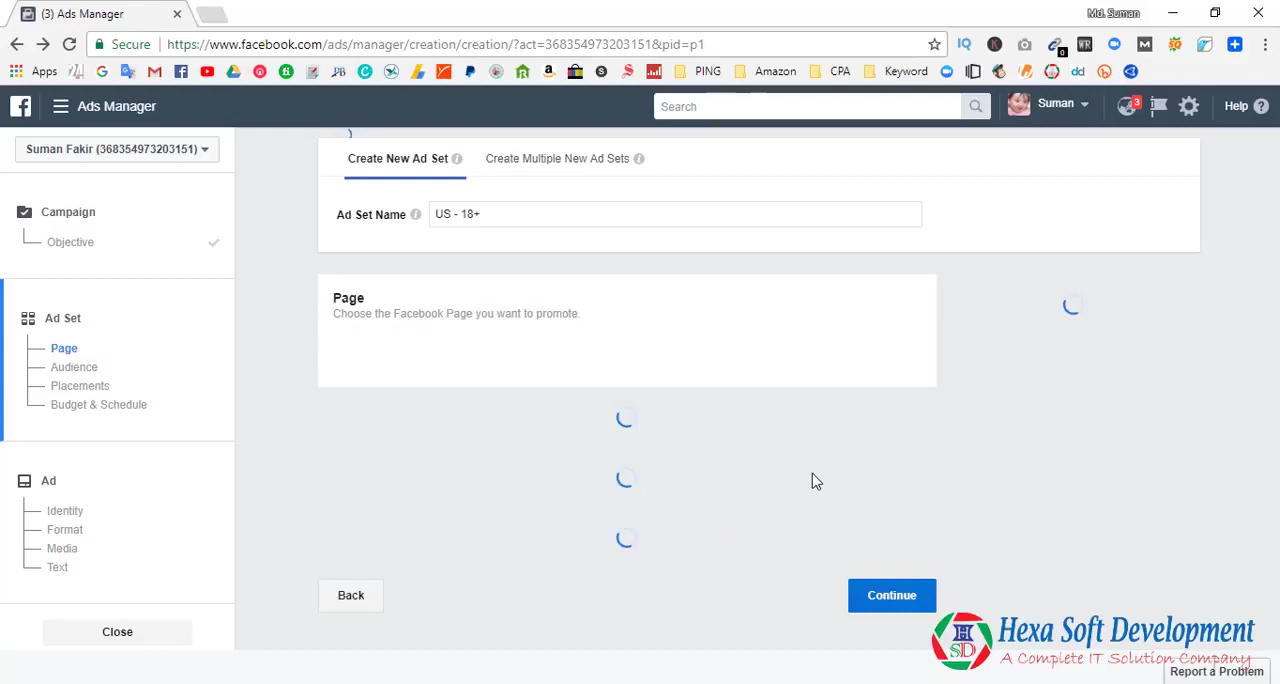 (3) Ads Manager
Md. Suman
Secure
https://www.facebook.com/ads/manager/creation/creation/?act=368354973203151&pid=p1
Apps
PING
Amazon
CPA
Keyword
Ads Manager
Search
Suman
3
Help
Suman Fakir (368354973203151)
Campaign
Objective
Ad Set
Page
Audience
Placements
Budget & Schedule
Ad
Identity
Format
Media
Text
Close
Create New Ad Set
Create Multiple New Ad Sets
Ad Set Name
US - 18+
Page
Choose the Facebook Page you want to promote.
Back
Continue
Hexa Soft Development
A Complete IT Solution Company
Report a Problem